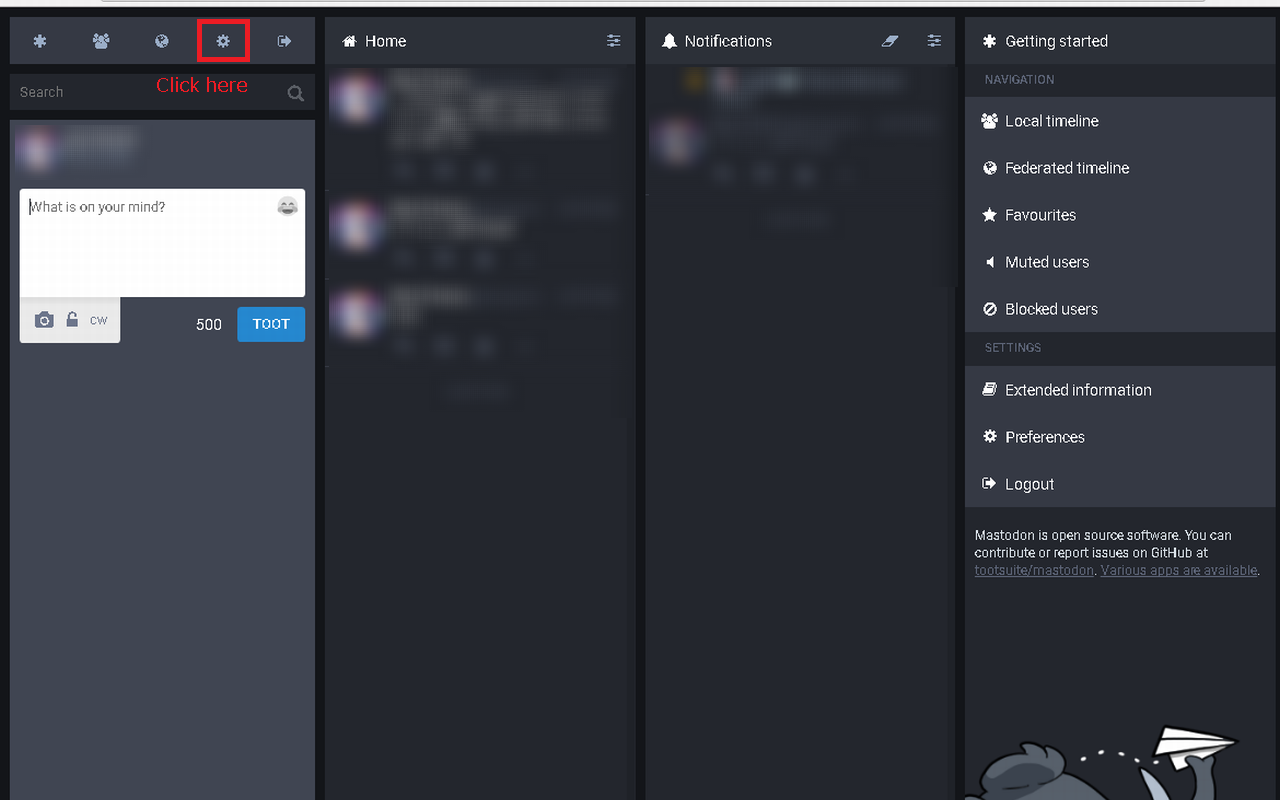 Click here
Search
What is on your mind?
CW
500
TOOT
Home
Notifications
Getting started
NAVIGATION
Local timeline
Federated timeline
Favourites
Muted users
Blocked users
SETTINGS
Extended information
Preferences
Logout
Mastodon is open source software. You can
contribute or report issues on GitHub at
tootsuite/mastodon. Various apps are available.